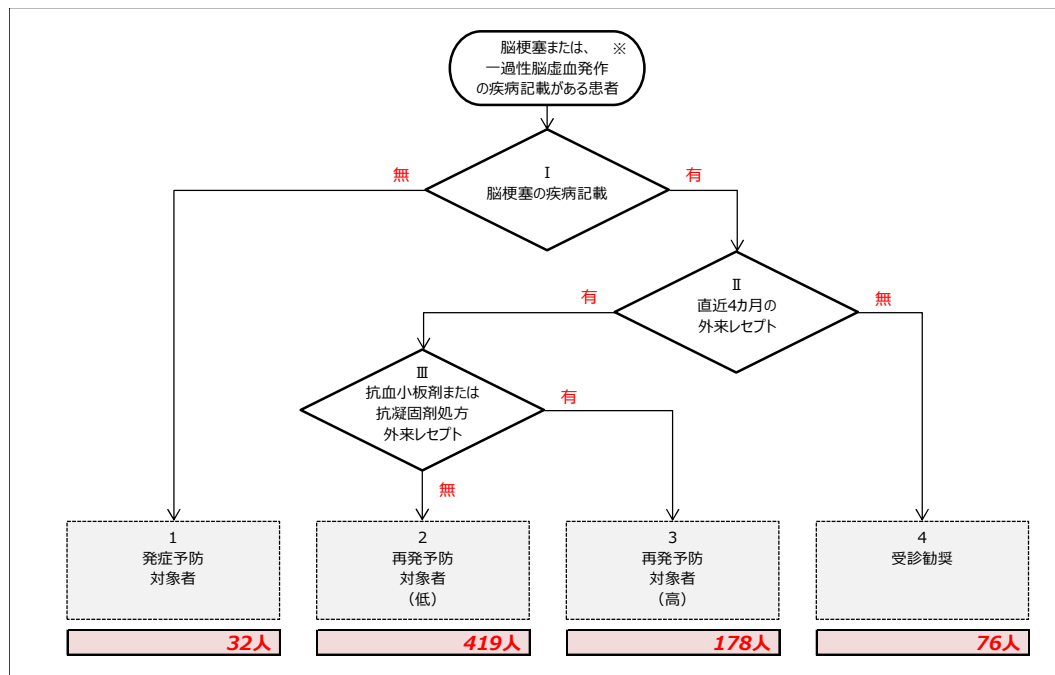 脳梗塞または、 ※
一過性脳虚血発作
の疾病記載がある患者
Ⅰ
脳梗塞の疾病記載
無
有
Ⅱ
直近4カ月の
外来レセプト
有
無
Ⅲ
抗血小板剤または
抗凝固剤処方
外来レセプト
有
無
1
発症予防
対象者
2
再発予防
対象者
(低)
3
再発予防
対象者
(高)
4
受診勧奨
32人
419人
178人
76人